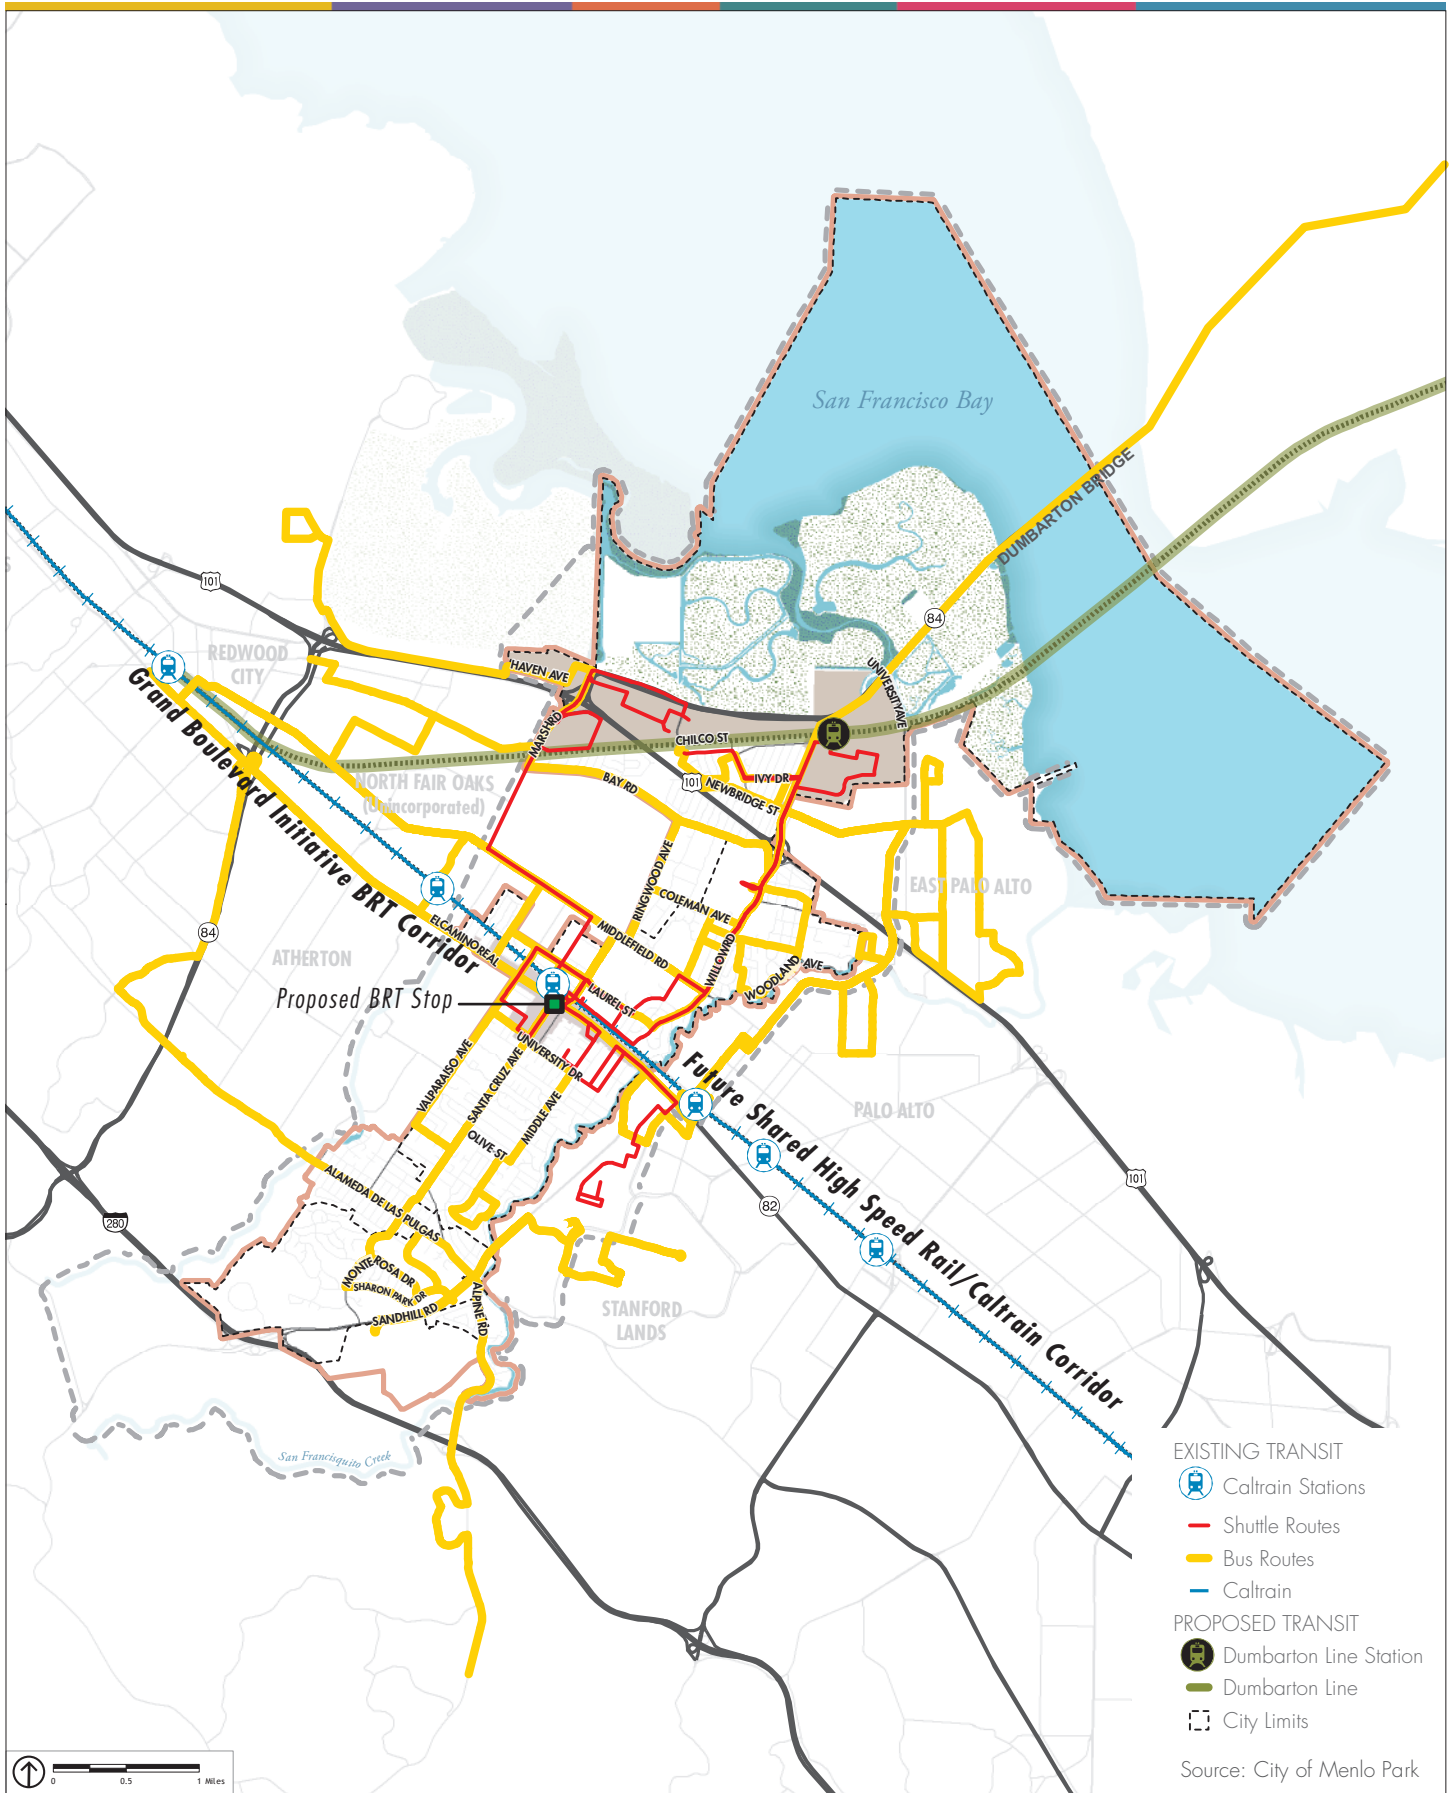 San Francisco Bay
DUMBARTON BRIDGE
84
101
REDWOOD
CITY
HAVEN AVE
UNIVERSITY AVE
MARSH RD
CHILCO ST
Grand Boulevard Initiative BRT Corridor
NORTH FAIR OAKS
(Unincorporated)
BAY RD
101
IVY DR
NEWBRIDGE ST
RINGWOOD AVE
EAST PALO ALTO
COLEMAN AVE
84
ELCAMINO REAL
MIDDLEFIELD RD
WILLOW RD
ATHERTON
WOODLAND AVE
Proposed BRT Stop
LAUREL ST
UNIVERSITY DR
VALPARAISO AVE
SANTA CRUZ AVE
MIDDLE AVE
OLIVE ST
Future Shared High Speed Rail/Caltrain Corridor
PALO ALTO
ALAMEDA DE LAS PULGAS
101
82
280
MONTE ROSA DR
SHARON PARK DR
SANDHILL RD
ALPINE RD
STANFORD
LANDS
San Francisquito Creek
EXISTING TRANSIT
Caltrain Stations
Shuttle Routes
Bus Routes
Caltrain
PROPOSED TRANSIT
Dumbarton Line Station
Dumbarton Line
City Limits
Source: City of Menlo Park
0 0.5 1 Miles